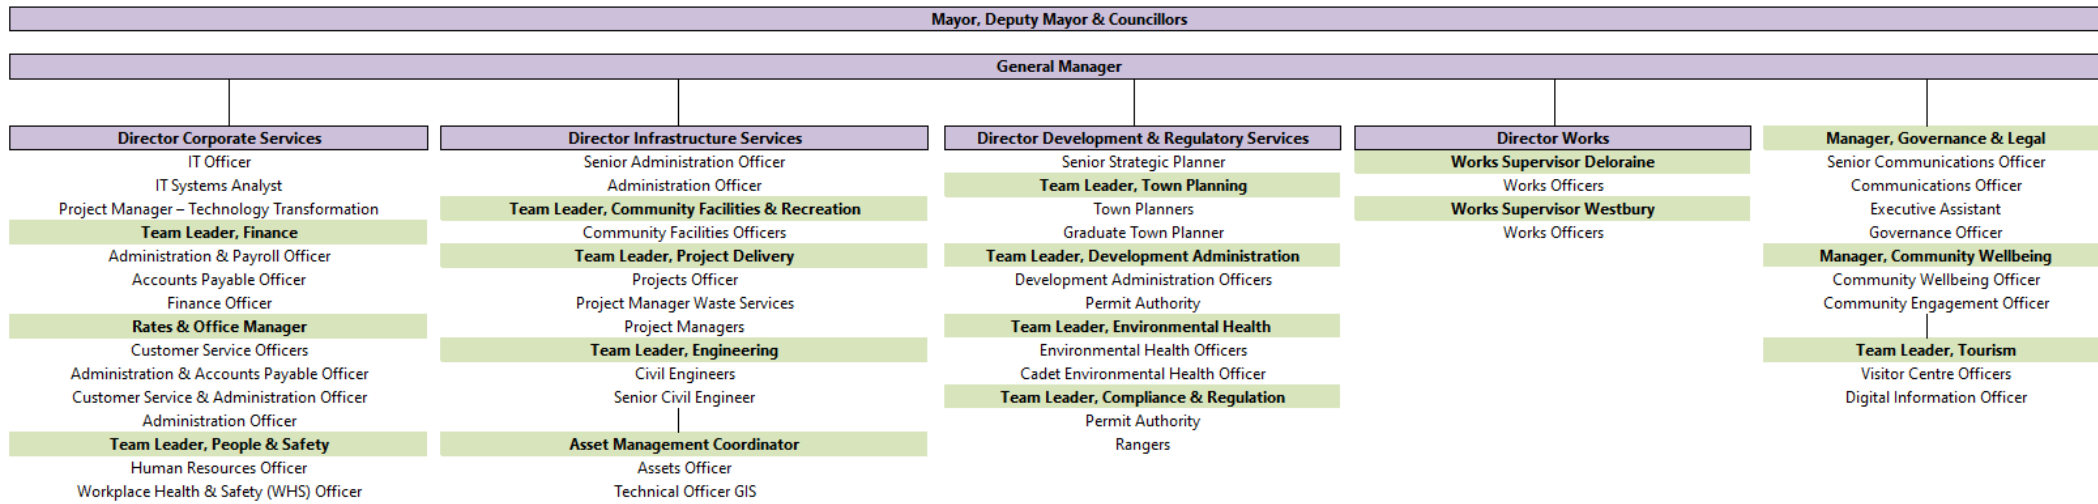 Mayor, Deputy Mayor & Councillors
General Manager
Director Corporate Services
IT Officer
IT Systems Analyst
Project Manager – Technology Transformation
Team Leader, Finance
Administration & Payroll Officer
Accounts Payable Officer
Finance Officer
Rates & Office Manager
Customer Service Officers
Administration & Accounts Payable Officer
Customer Service & Administration Officer
Administration Officer
Team Leader, People & Safety
Human Resources Officer
Workplace Health & Safety (WHS) Officer
Director Infrastructure Services
Senior Administration Officer
Administration Officer
Team Leader, Community Facilities & Recreation
Community Facilities Officers
Team Leader, Project Delivery
Projects Officer
Project Manager Waste Services
Project Managers
Team Leader, Engineering
Civil Engineers
Senior Civil Engineer
Asset Management Coordinator
Assets Officer
Technical Officer GIS
Director Development & Regulatory Services
Senior Strategic Planner
Team Leader, Town Planning
Town Planners
Graduate Town Planner
Team Leader, Development Administration
Development Administration Officers
Permit Authority
Team Leader, Environmental Health
Environmental Health Officers
Cadet Environmental Health Officer
Team Leader, Compliance & Regulation
Permit Authority
Rangers
Director Works
Works Supervisor Deloraine
Works Officers
Works Supervisor Westbury
Works Officers
Manager, Governance & Legal
Senior Communications Officer
Communications Officer
Executive Assistant
Governance Officer
Manager, Community Wellbeing
Community Wellbeing Officer
Community Engagement Officer
Team Leader, Tourism
Visitor Centre Officers
Digital Information Officer